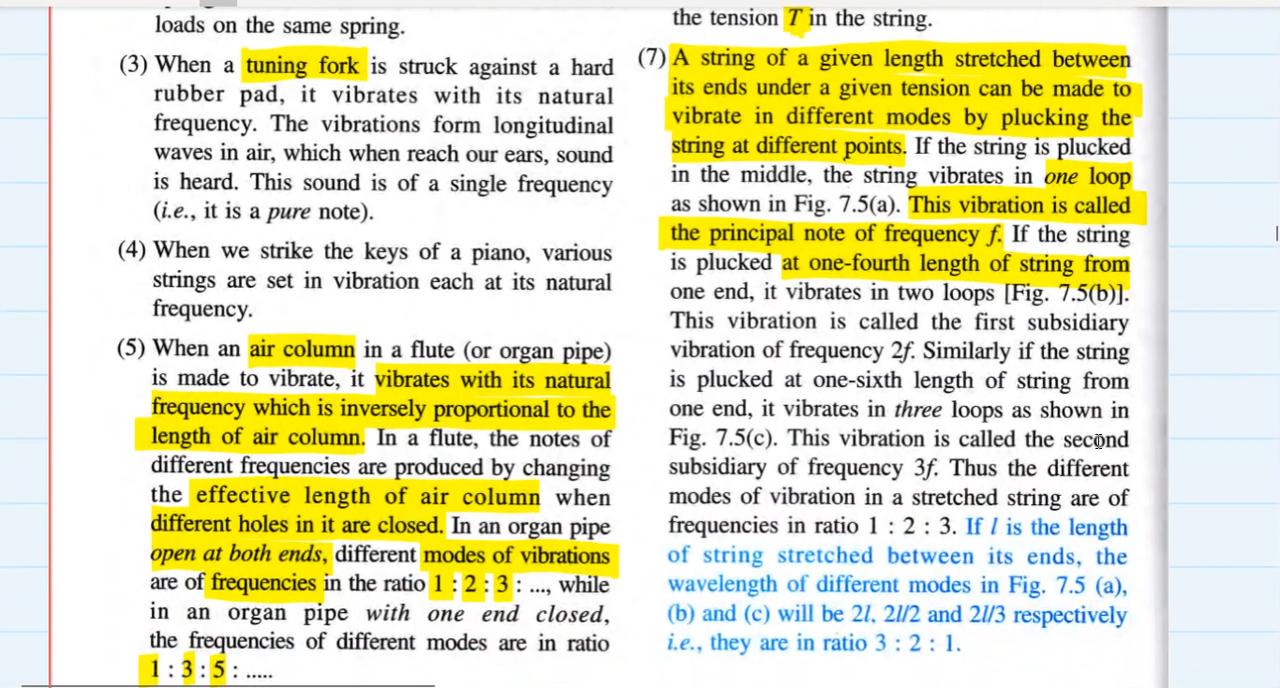 loads on the same spring.
(3) When a tuning fork is struck against a hard
rubber pad, it vibrates with its natural
frequency. The vibrations form longitudinal
waves in air, which when reach our ears, sound
is heard. This sound is of a single frequency
(i.e., it is a pure note).
(4) When we strike the keys of a piano, various
strings are set in vibration each at its natural
frequency.
(5) When an air column in a flute (or organ pipe)
is made to vibrate, it vibrates with its natural
frequency which is inversely proportional to the
length of air column. In a flute, the notes of
different frequencies are produced by changing
the effective length of air column when
different holes in it are closed. In an organ pipe
open at both ends, different modes of vibrations
are of frequencies in the ratio 1 : 2 : 3 : ..., while
in an organ pipe with one end closed,
the frequencies of different modes are in ratio
1 : 3 : 5 : .....
the tension T in the string.
(7) A string of a given length stretched between
its ends under a given tension can be made to
vibrate in different modes by plucking the
string at different points. If the string is plucked
in the middle, the string vibrates in one loop
as shown in Fig. 7.5(a). This vibration is called
the principal note of frequency f. If the string
is plucked at one-fourth length of string from
one end, it vibrates in two loops [Fig. 7.5(b)].
This vibration is called the first subsidiary
vibration of frequency 2f. Similarly if the string
is plucked at one-sixth length of string from
one end, it vibrates in three loops as shown in
Fig. 7.5(c). This vibration is called the second
subsidiary of frequency 3f. Thus the different
modes of vibration in a stretched string are of
frequencies in ratio 1 : 2 : 3. If l is the length
of string stretched between its ends, the
wavelength of different modes in Fig. 7.5 (a),
(b) and (c) will be 2l, 2l/2 and 2l/3 respectively
i.e., they are in ratio 3 : 2 : 1.